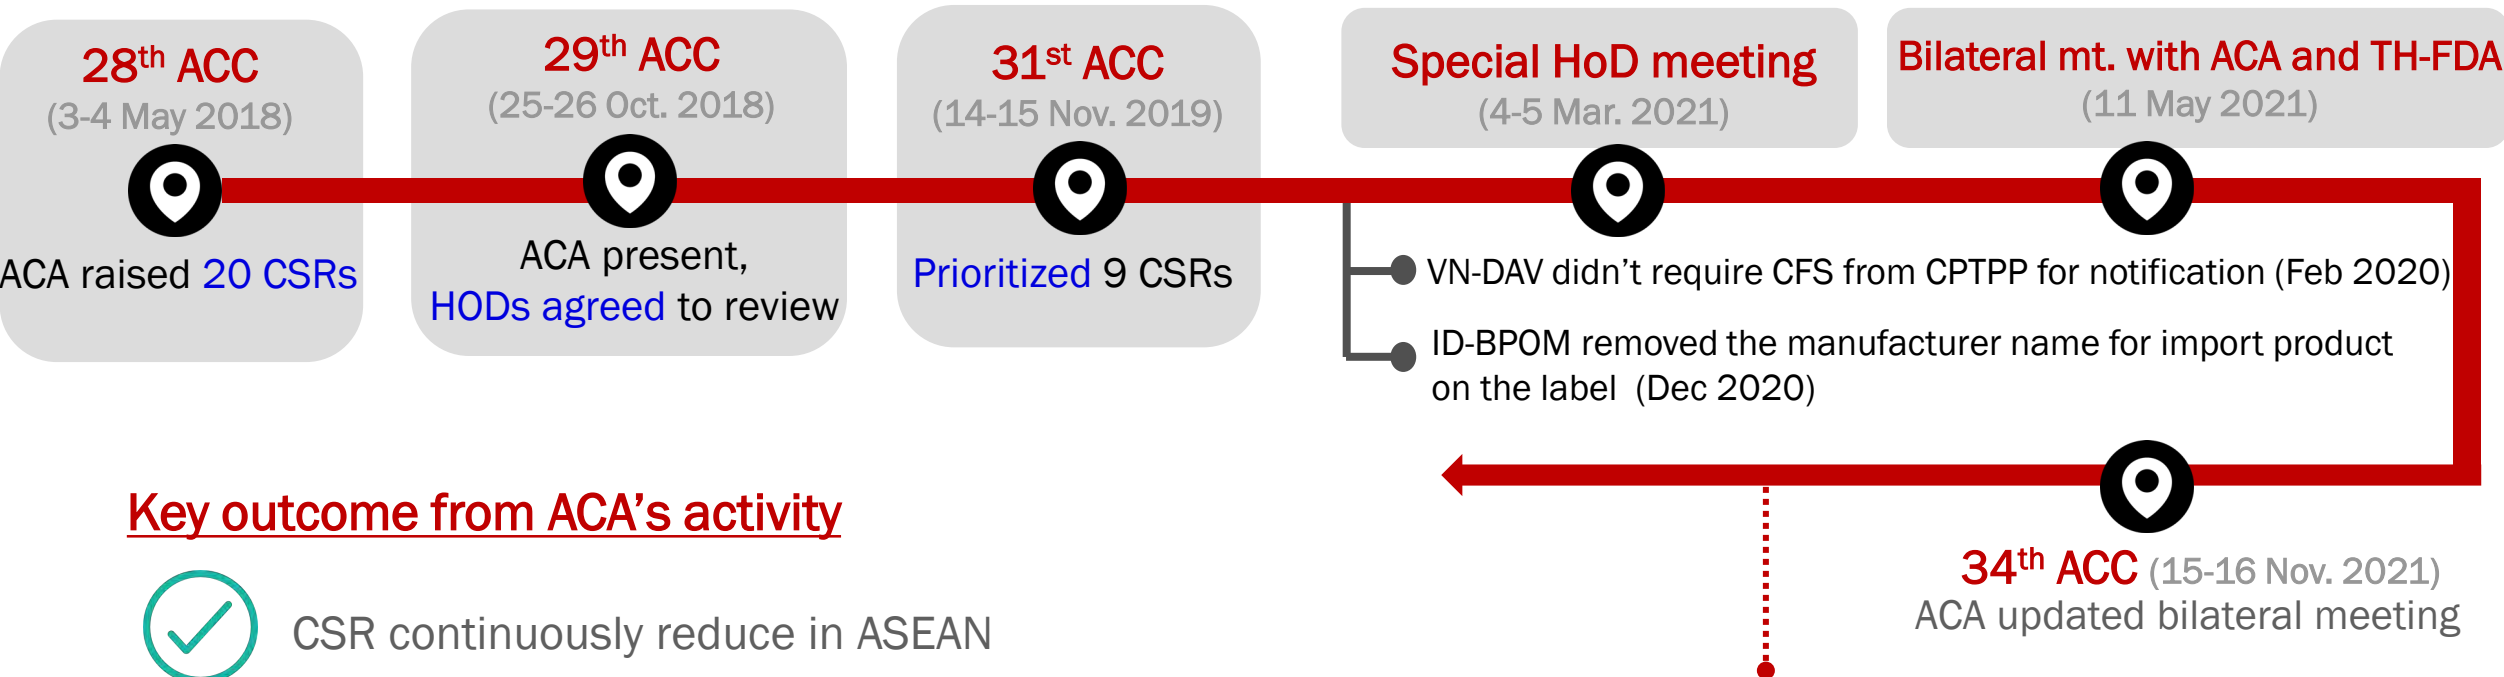 28th ACC
(3-4 May 2018)
ACA raised 20 CSRs
29th ACC
(25-26 Oct. 2018)
ACA present,
HODs agreed to review
31st ACC
(14-15 Nov. 2019)
Prioritized 9 CSRs
Special HoD meeting
(4-5 Mar. 2021)
Bilateral mt. with ACA and TH-FDA
(11 May 2021)
VN-DAV didn’t require CFS from CPTPP for notification (Feb 2020)
ID-BPOM removed the manufacturer name for import product
on the label (Dec 2020)
34th ACC (15-16 Nov. 2021)
ACA updated bilateral meeting
Key outcome from ACA’s activity
CSR continuously reduce in ASEAN